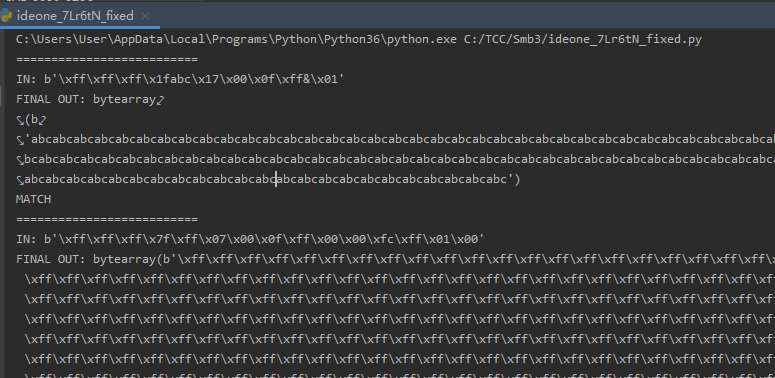 ideone_7Lr6tN_fixed
C:\Users\User\AppData\Local\Programs\Python\Python36\python.exe C:/TCC/Smb3/ideone_7Lr6tN_fixed.py
==========================
IN: b'\xff\xff\xff\x1fabc\x17\x00\x0f\xff&\x01'
FINAL OUT: bytearray
(b
'abcabcabcabcabcabcabcabcabcabcabcabcabcabcabcabcabcabcabcabcabcabcabcabcabcabcabcabcabcabcabcabcabcabcabcab
bcabcabcabcabcabcabcabcabcabcabcabcabcabcabcabcabcabcabcabcabcabcabcabcabcabcabcabcabcabcabcabcabcabcabcabca
abcabcabcabcabcabcabcabcabcabcabcabcabcabcabcabcabcabcabcabcabcabcabc')
MATCH
==========================
IN: b'\xff\xff\xff\x7f\xff\x07\x00\x0f\xff\x00\x00\xfc\xff\x01\x00'
FINAL OUT: bytearray(b'\xff\xff\xff\xff\xff\xff\xff\xff\xff\xff\xff\xff\xff\xff\xff\xff\xff\xff\xff\xff\xff\x
\xff\xff\xff\xff\xff\xff\xff\xff\xff\xff\xff\xff\xff\xff\xff\xff\xff\xff\xff\xff\xff\xff\xff\xff\xff\xff\xf
\xff\xff\xff\xff\xff\xff\xff\xff\xff\xff\xff\xff\xff\xff\xff\xff\xff\xff\xff\xff\xff\xff\xff\xff\xff\xff\xf
\xff\xff\xff\xff\xff\xff\xff\xff\xff\xff\xff\xff\xff\xff\xff\xff\xff\xff\xff\xff\xff\xff\xff\xff\xff\xff\xf
\xff\xff\xff\xff\xff\xff\xff\xff\xff\xff\xff\xff\xff\xff\xff\xff\xff\xff\xff\xff\xff\xff\xff\xff\xff\xff\xf
\xff\xff\xff\xff\xff\xff\xff\xff\xff\xff\xff\xff\xff\xff\xff\xff\xff\xff\xff\xff\xff\xff\xff\xff\xff\xff\xf
\xff\xff\xff\xff\xff\xff\xff\xff\xff\xff\xff\xff\xff\xff\xff\xff\xff\xff\xff\xff\xff\xff\xff\xff\xff\xff\xf